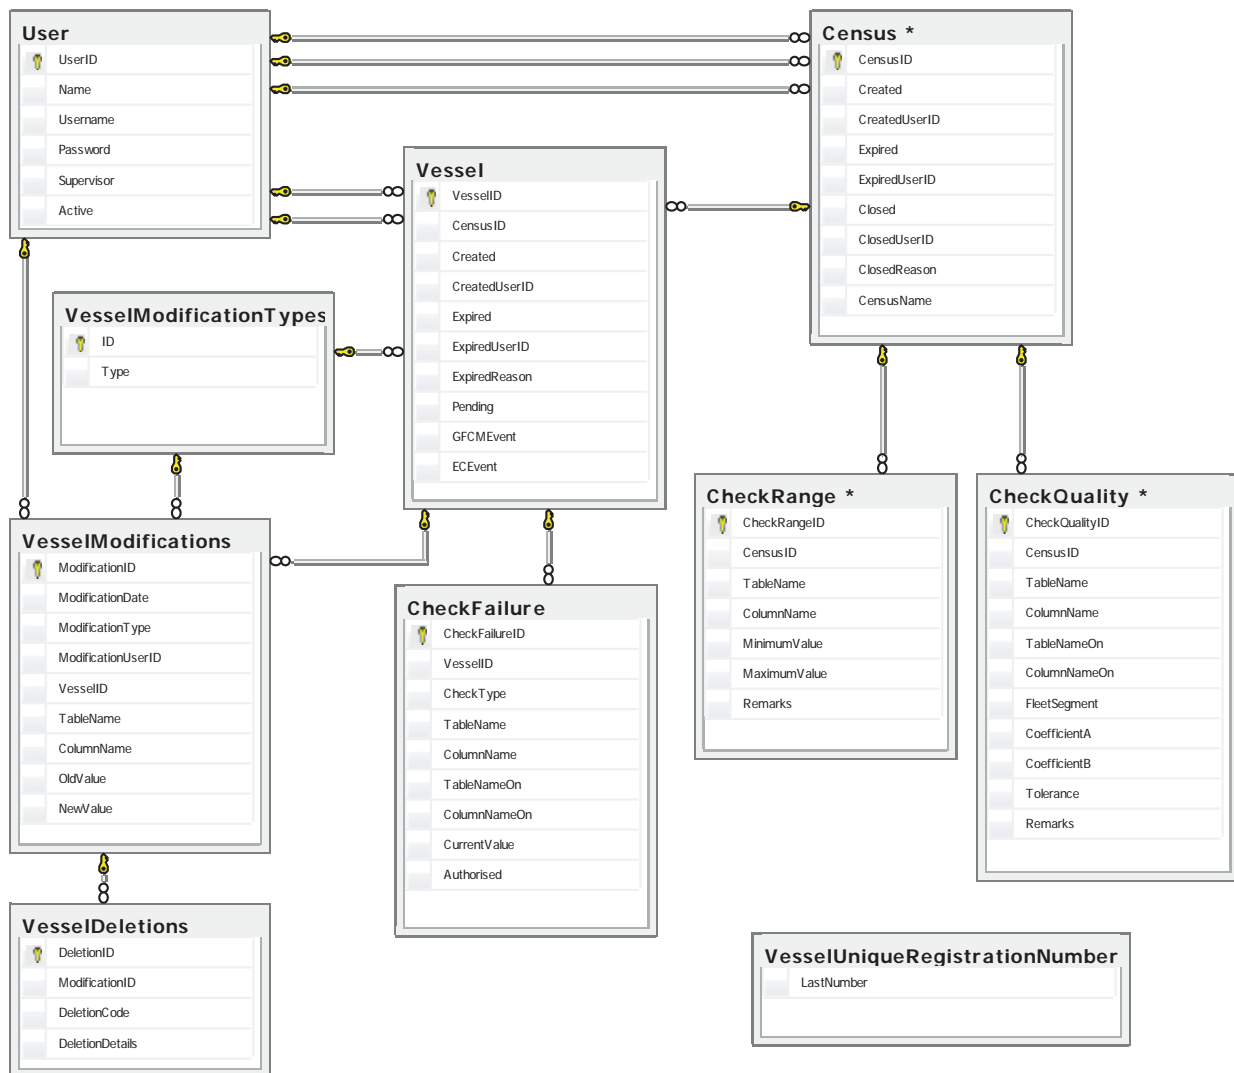 User
UserID
Name
Username
Password
Supervisor
Active
Census *
CensusID
Created
CreatedUserID
Expired
ExpiredUserID
Closed
ClosedUserID
ClosedReason
CensusName
Vessel
VesselID
CensusID
Created
CreatedUserID
Expired
ExpiredUserID
ExpiredReason
Pending
GFCMEvent
ECEvent
VesselModificationTypes
ID
Type
VesselModifications
ModificationID
ModificationDate
ModificationType
ModificationUserID
VesselID
TableName
ColumnName
OldValue
NewValue
CheckFailure
CheckFailureID
VesselID
CheckType
TableName
ColumnName
TableNameOn
ColumnNameOn
CurrentValue
Authorised
CheckRange *
CheckRangeID
CensusID
TableName
ColumnName
MinimumValue
MaximumValue
Remarks
CheckQuality *
CheckQualityID
CensusID
TableName
ColumnName
TableNameOn
ColumnNameOn
FleetSegment
CoefficientA
CoefficientB
Tolerance
Remarks
VesselDeletions
DeletionID
ModificationID
DeletionCode
DeletionDetails
VesselUniqueRegistrationNumber
LastNumber